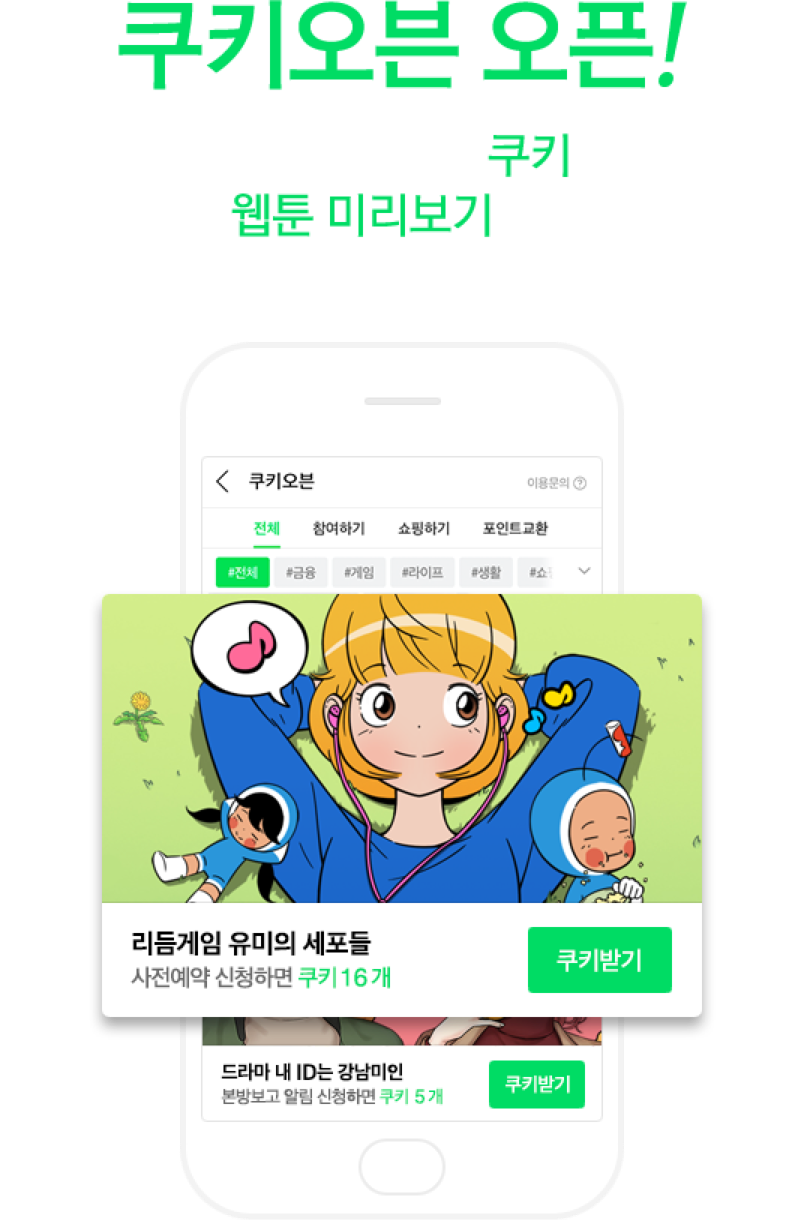 쿠키오븐 오픈!
쿠키
웹툰 미리보기
쿠키오븐
이용문의 ?
전체 참여하기 쇼핑하기 포인트교환
#전체 #금융 #게임 #라이프 #생활 #쇼
리듬게임 유미의 세포들
사전예약 신청하면 쿠키 16 개
쿠키받기
드라마 내 ID는 강남미인
본방보고 알림 신청하면 쿠키 5 개
쿠키받기